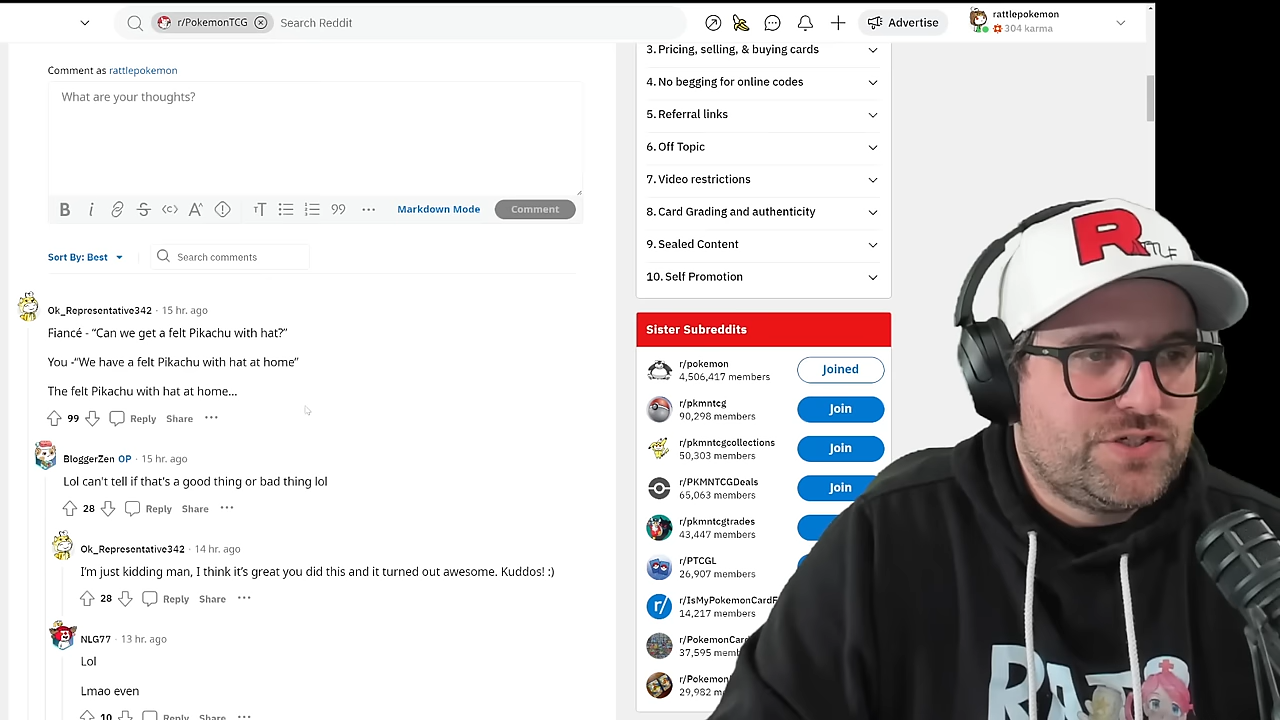 r/PokemonTCG
Search Reddit
Advertise
rattlepokemon
304 karma
Comment as rattlepokemon
What are your thoughts?
B i
99
Markdown Mode
Comment
Sort By: Best
Search comments
Ok_Representative342 · 15 hr. ago
Fiancé - “Can we get a felt Pikachu with hat?”
You -“We have a felt Pikachu with hat at home”
The felt Pikachu with hat at home...
99 Reply Share
BloggerZen OP · 15 hr. ago
Lol can't tell if that's a good thing or bad thing lol
28 Reply Share
Ok_Representative342 · 14 hr. ago
I'm just kidding man, I think it's great you did this and it turned out awesome. Kuddos! :)
28 Reply Share
NLG77 · 13 hr. ago
Lol
Lmao even
10 Reply Share
3. Pricing, selling, & buying cards
4. No begging for online codes
5. Referral links
6. Off Topic
7. Video restrictions
8. Card Grading and authenticity
9. Sealed Content
10. Self Promotion
Sister Subreddits
r/pokemon
4,506,417 members
Joined
r/pkmntcg
90,298 members
Join
r/pkmntcgcollections
50,303 members
Join
r/PKMNTCGDeals
65,063 members
Join
r/pkmntcgtrades
43,447 members
r/PTCGL
26,907 members
r/IsMyPokemonCardF
14,217 members
37,595
29,982
R